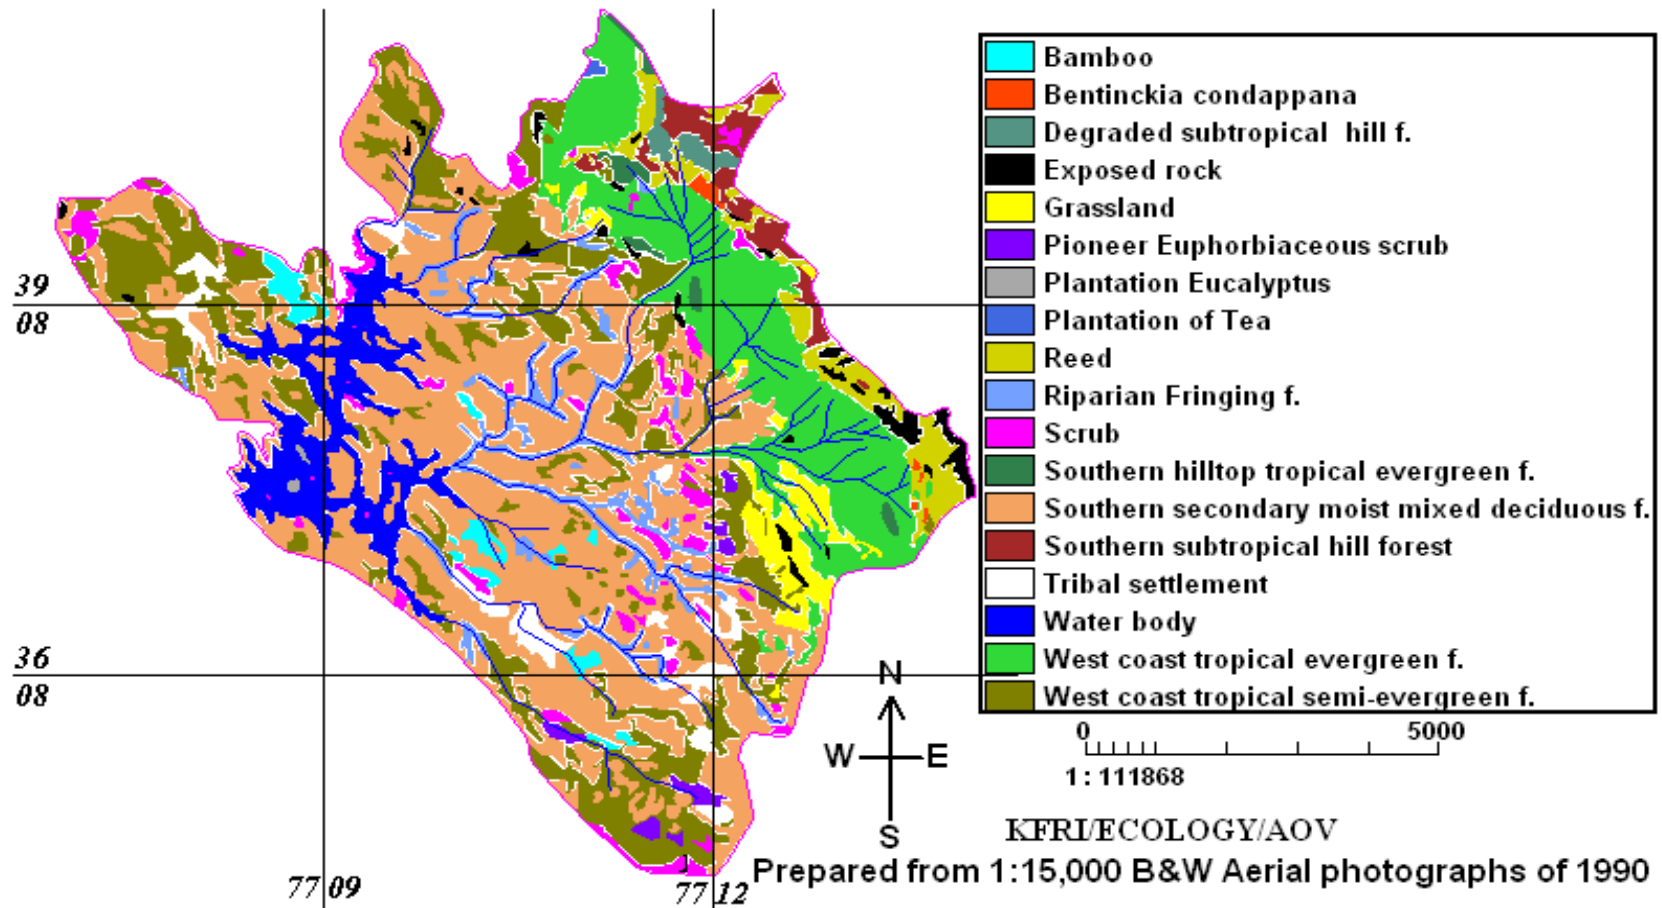 Bamboo
Bentinckia condappana
Degraded subtropical hill f.
Exposed rock
Grassland
Pioneer Euphorbiaceous scrub
Plantation Eucalyptus
Plantation of Tea
Reed
Riparian Fringing f.
Scrub
Southern hilltop tropical evergreen f.
Southern secondary moist mixed deciduous f.
Southern subtropical hill forest
Tribal settlement
Water body
West coast tropical evergreen f.
West coast tropical semi-evergreen f.
39
08
36
08
77 09
77 12
N
W E
S
0 5000
1 : 111868
KFRI/ECOLOGY/AOV
Prepared from 1:15,000 B&W Aerial photographs of 1990